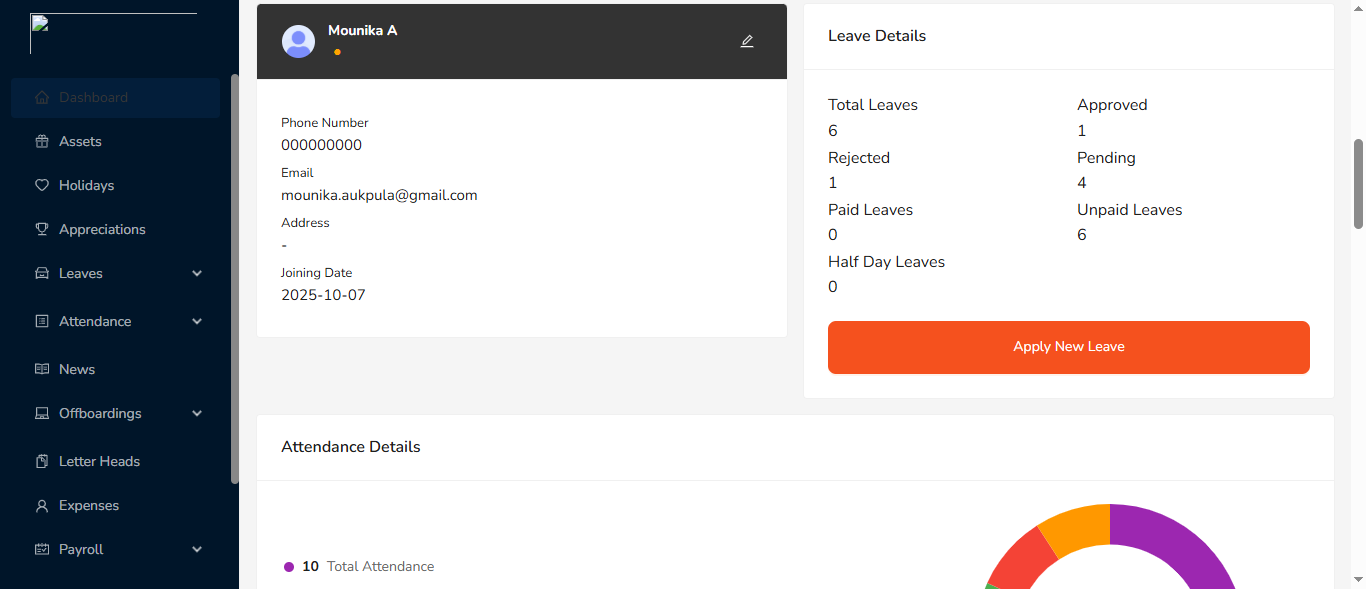 Dashboard
Assets
Holidays
Appreciations
Leaves
Attendance
News
Offboardings
Letter Heads
Expenses
Payroll
Mounika A
Phone Number
000000000
Email
mounika.aukpula@gmail.com
Address
-
Joining Date
2025-10-07
Leave Details
Total Leaves
6
Approved
1
Rejected
1
Pending
4
Paid Leaves
0
Unpaid Leaves
6
Half Day Leaves
0
Apply New Leave
Attendance Details
10 Total Attendance